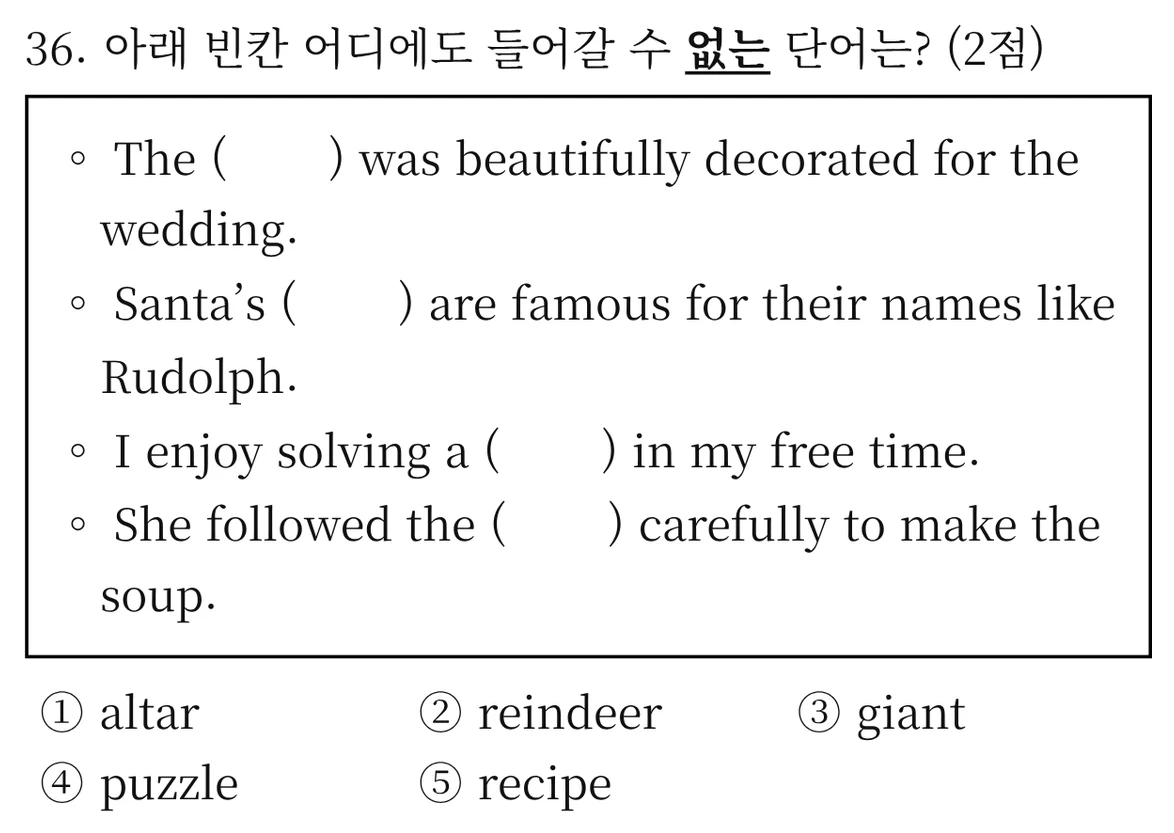 36. 아래 빈칸 어디에도 들어갈 수 없는 단어는? (2점)
◦ The (      ) was beautifully decorated for the
wedding.
◦ Santa’s (      ) are famous for their names like
Rudolph.
◦ I enjoy solving a (      ) in my free time.
◦ She followed the (      ) carefully to make the
soup.
① altar ② reindeer ③ giant
④ puzzle ⑤ recipe